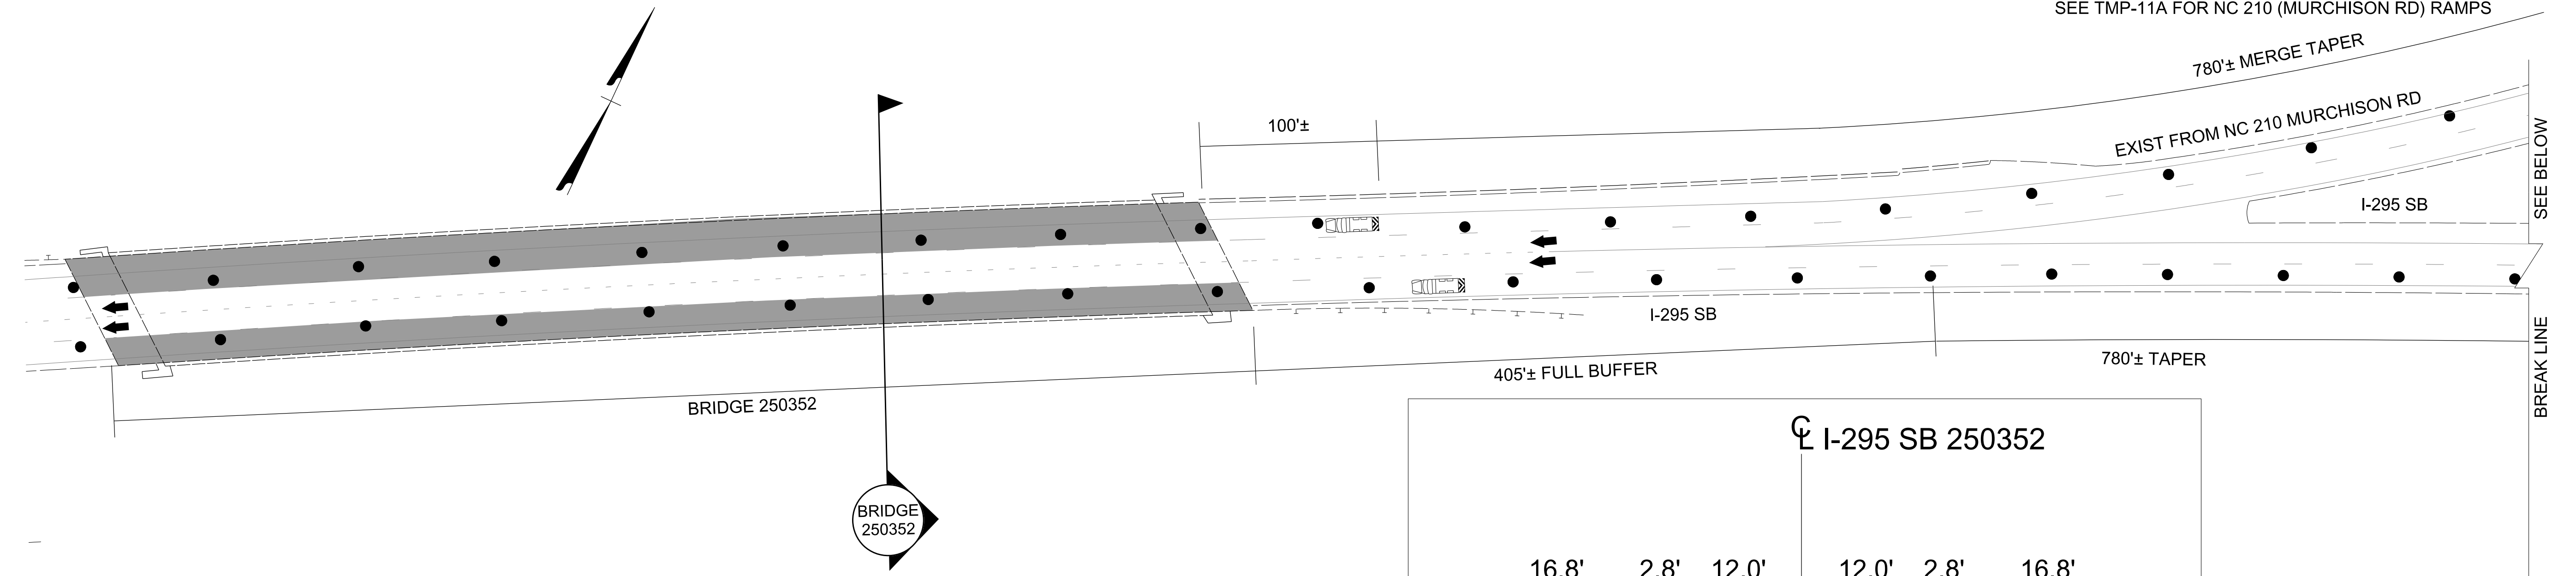 SEE TMP-11A FOR NC 210 (MURCHISON RD) RAMPS
780'± MERGE TAPER
EXIST FROM NC 210 MURCHISON RD
100'±
SEE BELOW
I-295 SB
I-295 SB
780'± TAPER
405'± FULL BUFFER
BREAK LINE
BRIDGE 250352
℄ I-295 SB 250352
BRIDGE
250352
16.8' 2.8' 12.0' 12.0' 2.8' 16.8'